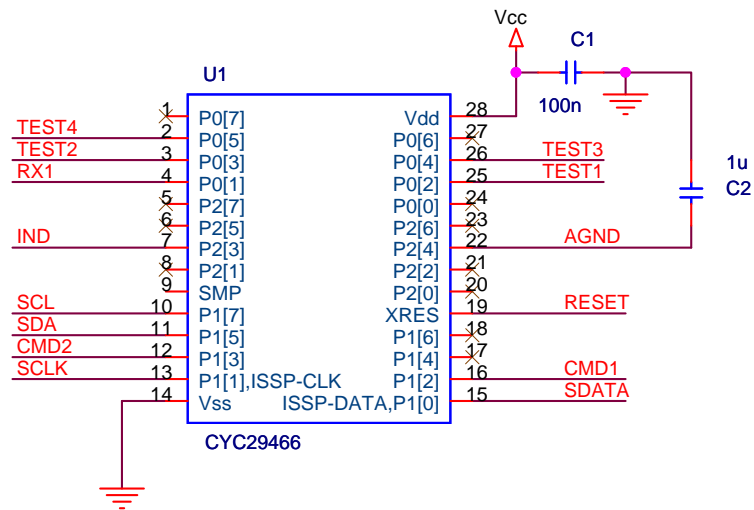 Vcc
C1
100n
1u
C2
U1
1 P0[7]
TEST4 2 P0[5]
TEST2 3 P0[3]
RX1 4 P0[1]
5 P2[7]
6 P2[5]
IND 7 P2[3]
8 P2[1]
9 SMP
SCL 10 P1[7]
SDA 11 P1[5]
CMD2 12 P1[3]
SCLK 13 P1[1],ISSP-CLK
14 Vss
Vdd 28
P0[6] 27
P0[4] 26 TEST3
P0[2] 25 TEST1
P0[0] 24
P2[6] 23
P2[4] 22 AGND
P2[2] 21
P2[0] 20
XRES 19 RESET
P1[6] 18
P1[4] 17
P1[2] 16 CMD1
ISSP-DATA,P1[0] 15 SDATA
CYC29466